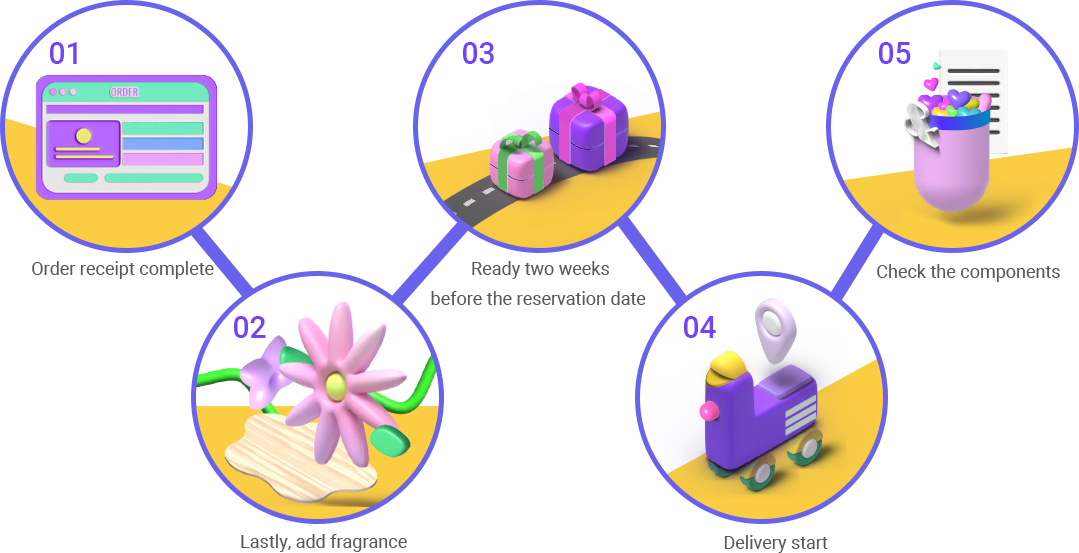 01
ORDER
Order receipt complete
02
Lastly, add fragrance
03
Ready two weeks
before the reservation date
04
Delivery start
05
Check the components